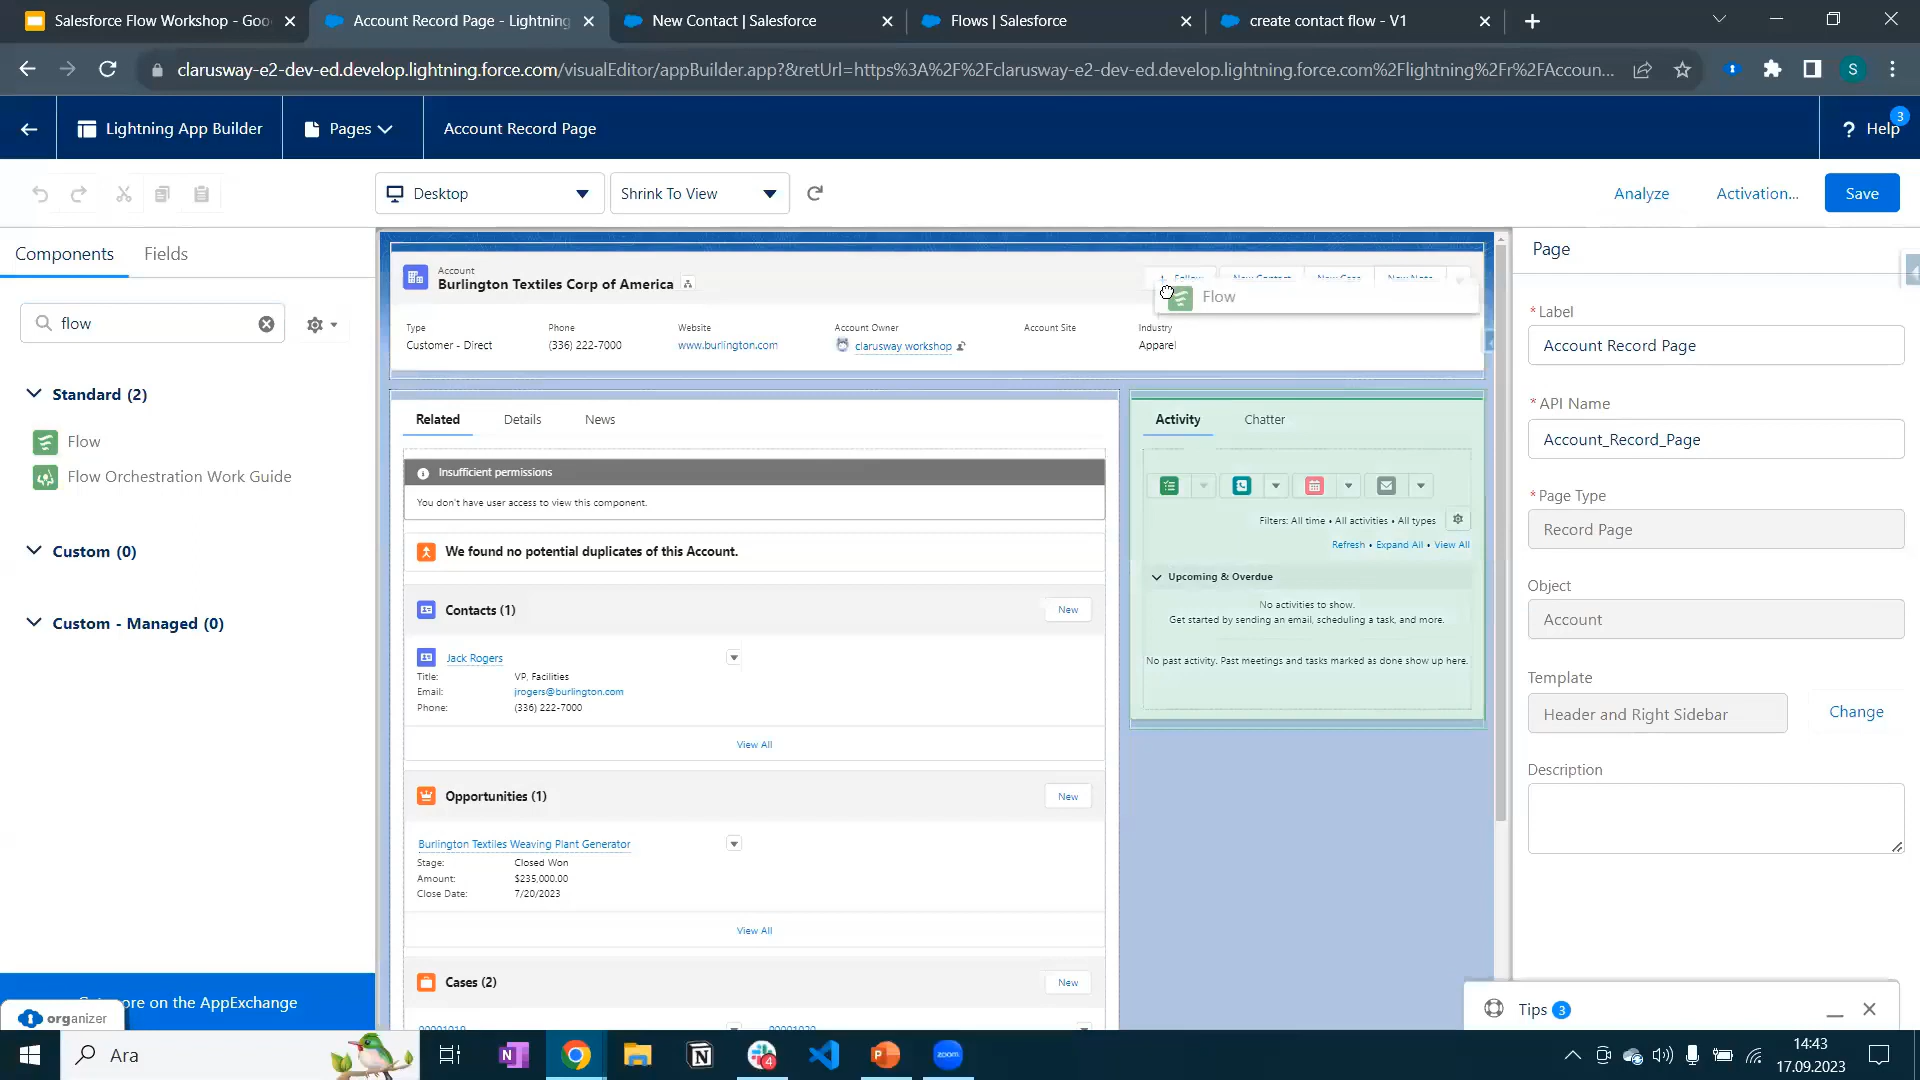 Salesforce Flow Workshop - Goo
Account Record Page - Lightning
New Contact | Salesforce
Flows | Salesforce
create contact flow - V1
clarusway-e2-dev-ed.develop.lightning.force.com/visualEditor/appBuilder.app?&retUrl=https%3A%2F%2Fclarusway-e2-dev-ed.develop.lightning.force.com%2Flightning%2Fr%2FAccoun...
S
Lightning App Builder
Pages
Account Record Page
3
? Help
Desktop
Shrink To View
Analyze
Activation...
Save
Components
Fields
flow
Standard (2)
Flow
Flow Orchestration Work Guide
Custom (0)
Custom - Managed (0)
ore on the AppExchange
organizer
Account
Burlington Textiles Corp of America
Follow
New Contact
New Case
New Note
Flow
Type
Customer - Direct
Phone
(336) 222-7000
Website
www.burlington.com
Account Owner
clarusway workshop
Account Site
Industry
Apparel
Related
Details
News
Insufficient permissions
You don't have user access to view this component.
We found no potential duplicates of this Account.
Contacts (1)
New
Jack Rogers
Title:
VP, Facilities
Email:
jrogers@burlington.com
Phone:
(336) 222-7000
View All
Opportunities (1)
New
Burlington Textiles Weaving Plant Generator
Stage:
Closed Won
Amount:
$235,000.00
Close Date:
7/20/2023
View All
Cases (2)
New
Activity
Chatter
Filters: All time • All activities • All types
Refresh • Expand All • View All
Upcoming & Overdue
No activities to show.
Get started by sending an email, scheduling a task, and more.
No past activity. Past meetings and tasks marked as done show up here.
Page
*Label
Account Record Page
*API Name
Account_Record_Page
*Page Type
Record Page
Object
Account
Template
Header and Right Sidebar
Change
Description
Tips 3
Ara
4
zoom
14:43
17.09.2023